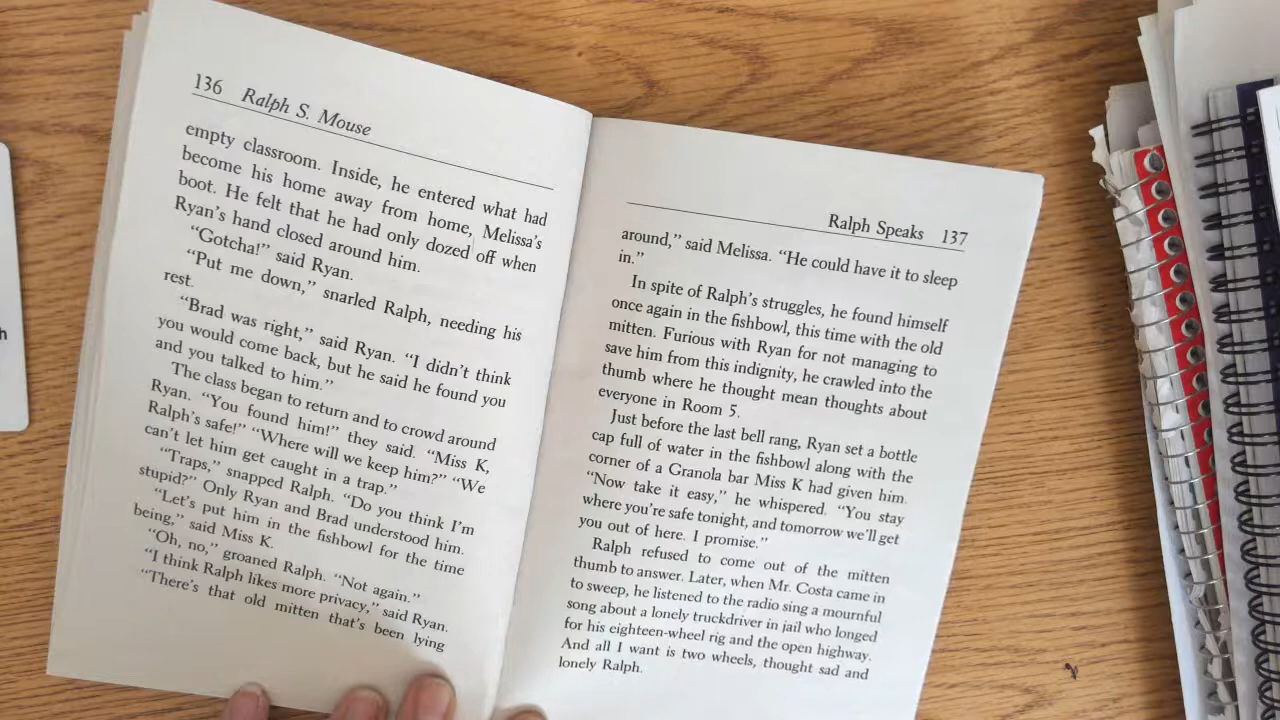 136 Ralph S. Mouse
empty classroom. Inside, he entered what had
become his home away from home, Melissa's
boot. He felt that he had only dozed off when
Ryan's hand closed around him.
"Gotcha!" said Ryan.
"Put me down," snarled Ralph, needing his
rest.
"Brad was right," said Ryan. "I didn't think
you would come back, but he said he found you
and you talked to him."
The class began to return and to crowd around
Ryan. "You found him!" they said. "Miss K,
Ralph's safe!" "Where will we keep him?" "We
can't let him get caught in a trap."
"Traps," snapped Ralph. "Do you think I'm
stupid?" Only Ryan and Brad understood him.
"Let's put him in the fishbowl for the time
being," said Miss K.
"Oh, no," groaned Ralph. "Not again."
"I think Ralph likes more privacy," said Ryan.
"There's that old mitten that's been lying
Ralph Speaks 137
around," said Melissa. "He could have it to sleep
in."
In spite of Ralph's struggles, he found himself
once again in the fishbowl, this time with the old
mitten. Furious with Ryan for not managing to
save him from this indignity, he crawled into the
thumb where he thought mean thoughts about
everyone in Room 5.
Just before the last bell rang, Ryan set a bottle
cap full of water in the fishbowl along with the
corner of a Granola bar Miss K had given him.
"Now take it easy," he whispered. "You stay
where you're safe tonight, and tomorrow we'll get
you out of here. I promise."
Ralph refused to come out of the mitten
thumb to answer. Later, when Mr. Costa came in
to sweep, he listened to the radio sing a mournful
song about a lonely truckdriver in jail who longed
for his eighteen-wheel rig and the open highway.
And all I want is two wheels, thought sad and
lonely Ralph.
h